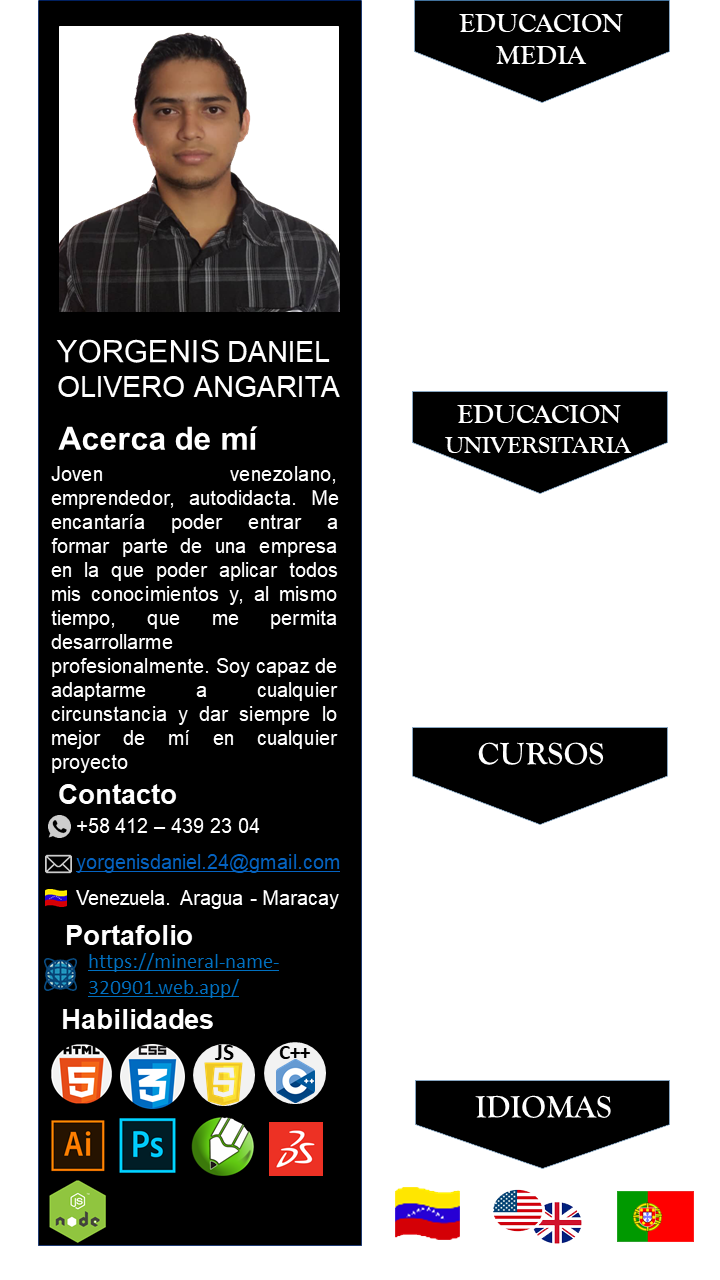 YORGENIS DANIEL
OLIVERO ANGARITA
Acerca de mí
Joven venezolano,
emprendedor, autodidacta. Me
encantaría poder entrar a
formar parte de una empresa
en la que poder aplicar todos
mis conocimientos y, al mismo
tiempo, que me permita
desarrollarme
profesionalmente. Soy capaz de
adaptarme a cualquier
circunstancia y dar siempre lo
mejor de mí en cualquier
proyecto
Contacto
+58 412 – 439 23 04
yorgenisdaniel.24@gmail.com
Venezuela. Aragua - Maracay
Portafolio
https://mineral-name-
320901.web.app/
Habilidades
HTML CSS JS C++
5 3 5 C++
Ai Ps
JS
node
EDUCACION
MEDIA
EDUCACION
UNIVERSITARIA
CURSOS
IDIOMAS